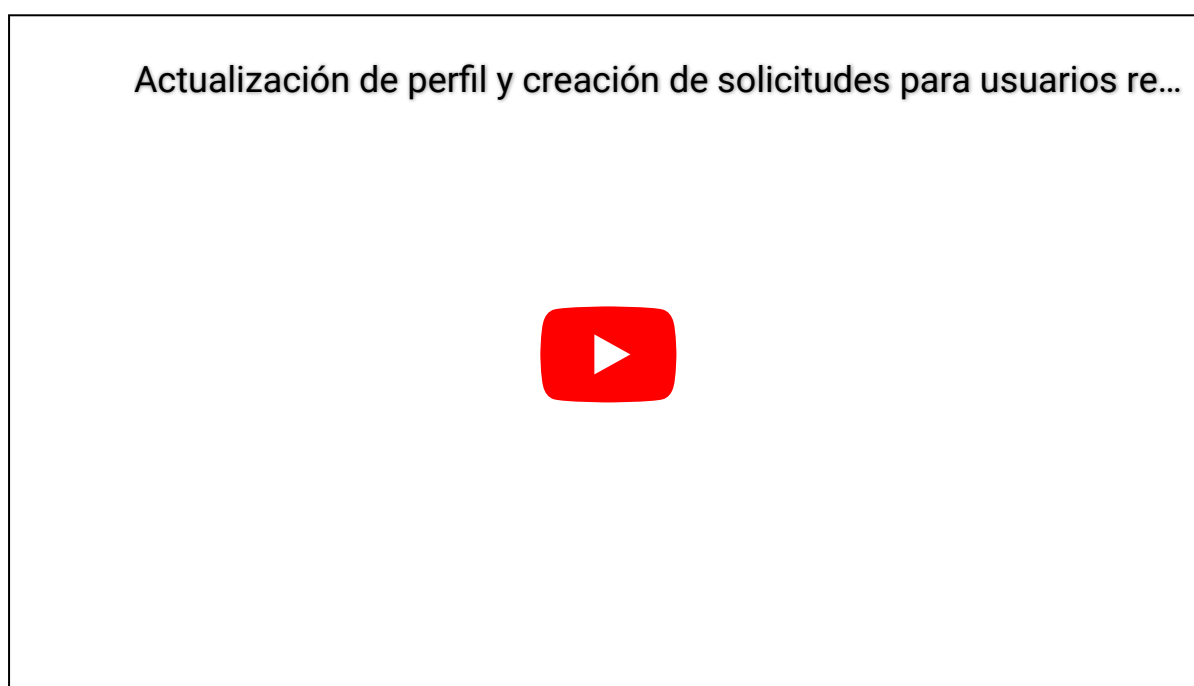 Actualización de perfil y creación de solicitudes para usuarios re...